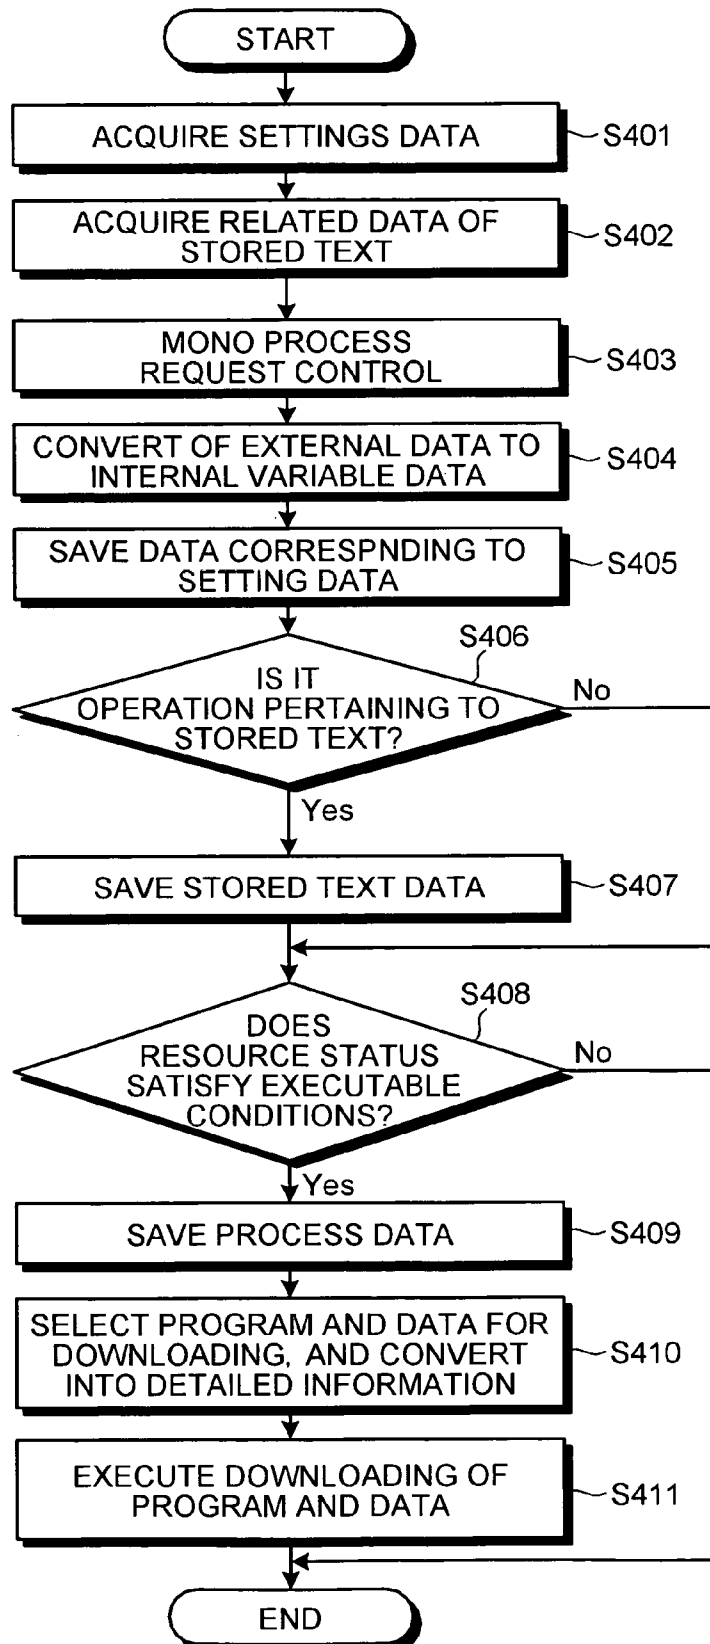 START
ACQUIRE SETTINGS DATA
S401
ACQUIRE RELATED DATA OF
STORED TEXT
S402
MONO PROCESS
REQUEST CONTROL
S403
CONVERT OF EXTERNAL DATA TO
INTERNAL VARIABLE DATA
S404
SAVE DATA CORRESPNDING TO
SETTING DATA
S405
S406
IS IT
OPERATION PERTAINING TO
STORED TEXT?
No
Yes
SAVE STORED TEXT DATA
S407
S408
DOES
RESOURCE STATUS
SATISFY EXECUTABLE
CONDITIONS?
No
Yes
SAVE PROCESS DATA
S409
SELECT PROGRAM AND DATA FOR
DOWNLOADING, AND CONVERT
INTO DETAILED INFORMATION
S410
EXECUTE DOWNLOADING OF
PROGRAM AND DATA
S411
END